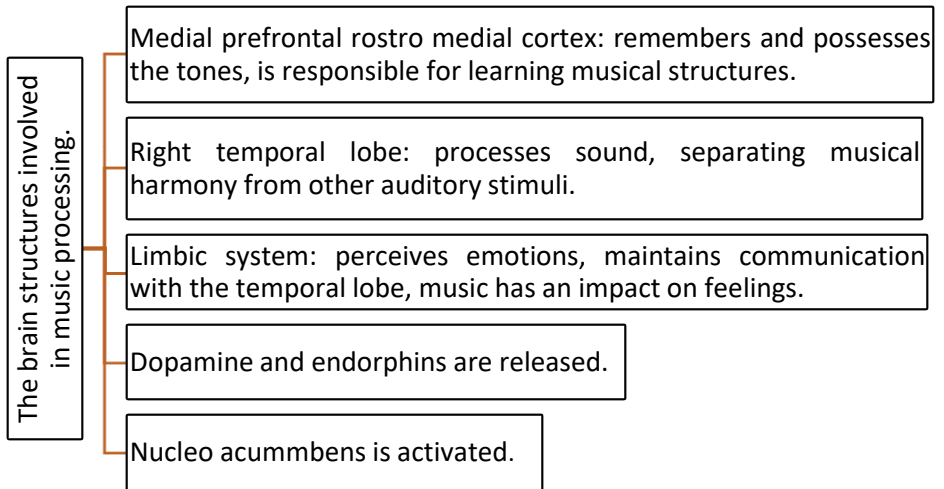 The brain structures involved
in music processing.
Medial prefrontal rostro medial cortex: remembers and possesses
the tones, is responsible for learning musical structures.
Right temporal lobe: processes sound, separating musical
harmony from other auditory stimuli.
Limbic system: perceives emotions, maintains communication
with the temporal lobe, music has an impact on feelings.
Dopamine and endorphins are released.
Nucleo acummbens is activated.